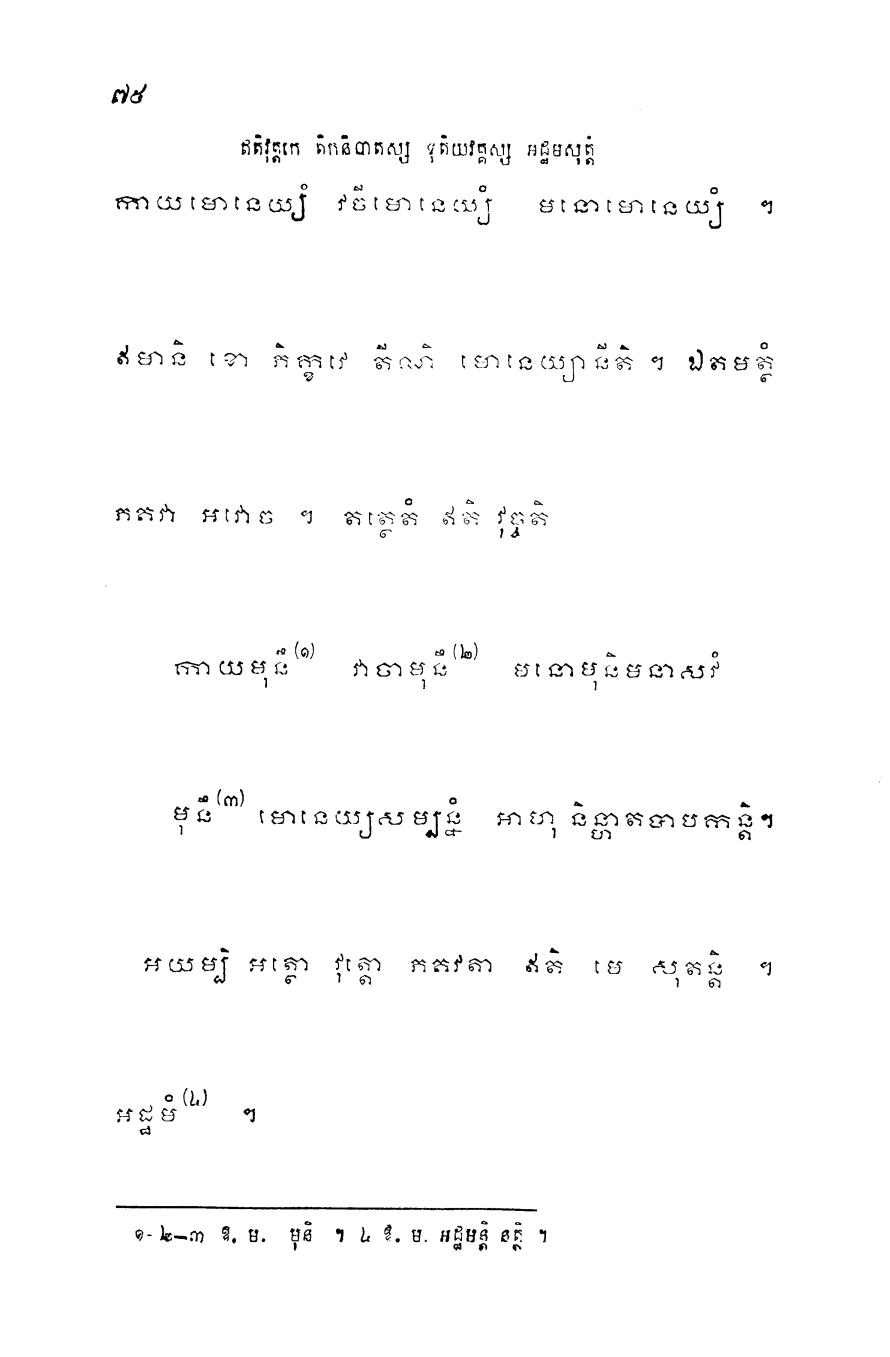 ៧៥
ឥតិវុត្តកេ តិកនិបាតស្ស ទុតិយវគ្គស្ស អដ្ឋមសុត្តំ
កាយមោនេយ្យំ វចីមោនេយ្យំ មនោមោនេយ្យំ ។
ឥមានិ ខោ ភិក្ខវេ តីណិ មោនេយ្យានីតិ ។ ឯតមត្ថំ
ភគវា អវោច ។ តត្ថេតំ ឥតិ វុច្ចតិ
កាយមុនឹ(១) វាចាមុនឹ(២) មនោមុនិមនាសវំ
មុនឹ(៣) មោនេយ្យសម្បន្នំ អាហុ និន្ហាតបាបកន្តិ។
អយម្បិ អត្ថោ វុត្តោ ភគវតា ឥតិ មេ សុតន្តិ ។
អដ្ឋមំ(៤) ។
១-២–៣ ឱ. ម. មុនិ ។ ៤ ឱ. ម. អដ្ឋមន្តិ នត្ថិ ។